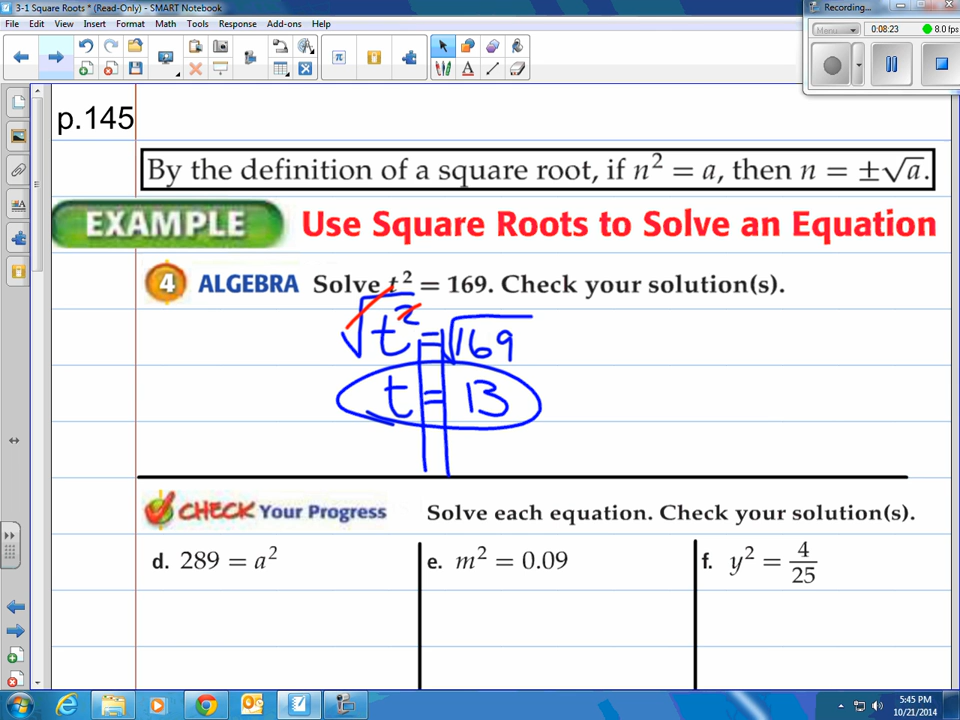 3-1 Square Roots * (Read-Only) - SMART Notebook
Recording...
File Edit View Insert Format Math Tools Response Add-ons Help
Menu
0:08:23
8.0 fps
p.145
By the definition of a square root, if n² = a, then n = ±√a.
EXAMPLE Use Square Roots to Solve an Equation
4 ALGEBRA Solve t² = 169. Check your solution(s).
√t² = √169
t = 13
CHECK Your Progress Solve each equation. Check your solution(s).
d. 289 = a²
e. m² = 0.09
f. y² = 4/25
5:45 PM
10/21/2014